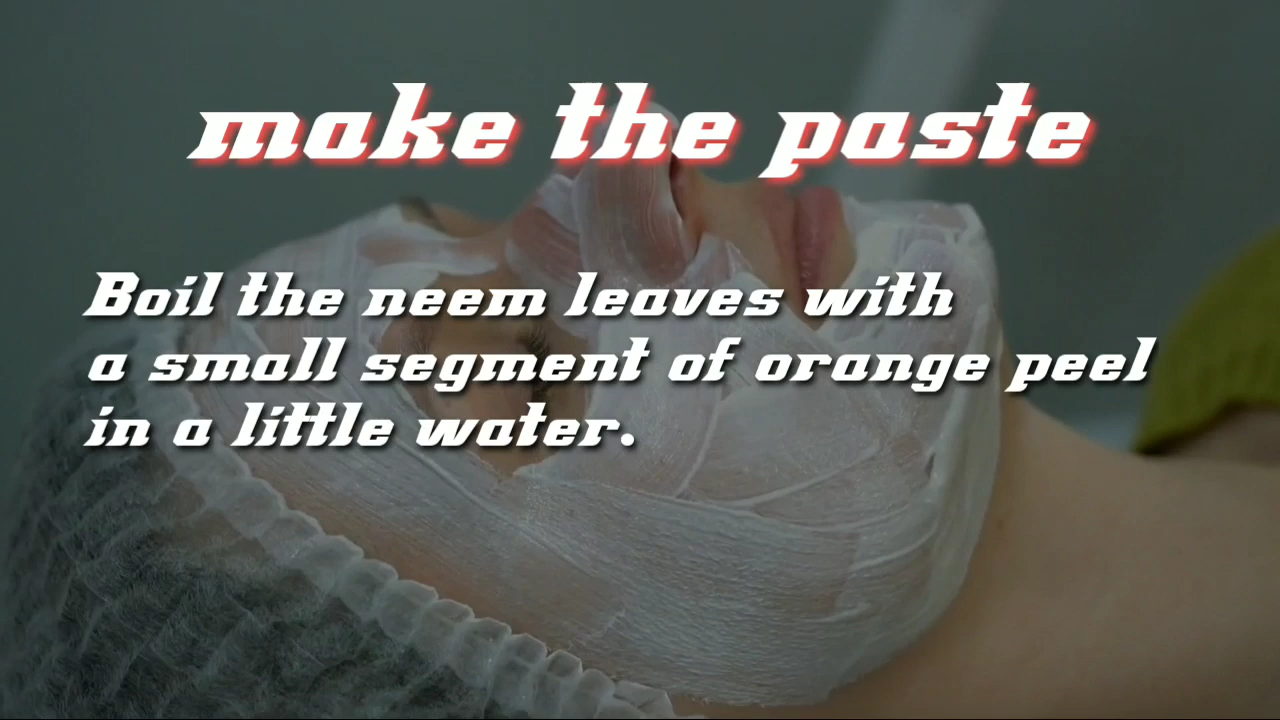 make the paste
Boil the neem leaves with
a small segment of orange peel
in a little water.